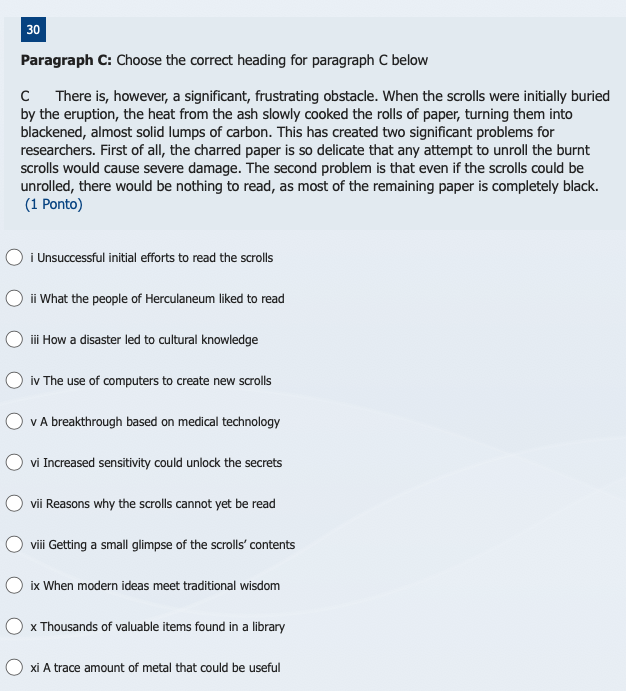 30
Paragraph C: Choose the correct heading for paragraph C below
C There is, however, a significant, frustrating obstacle. When the scrolls were initially buried
by the eruption, the heat from the ash slowly cooked the rolls of paper, turning them into
blackened, almost solid lumps of carbon. This has created two significant problems for
researchers. First of all, the charred paper is so delicate that any attempt to unroll the burnt
scrolls would cause severe damage. The second problem is that even if the scrolls could be
unrolled, there would be nothing to read, as most of the remaining paper is completely black.
(1 Ponto)
i Unsuccessful initial efforts to read the scrolls
ii What the people of Herculaneum liked to read
iii How a disaster led to cultural knowledge
iv The use of computers to create new scrolls
v A breakthrough based on medical technology
vi Increased sensitivity could unlock the secrets
vii Reasons why the scrolls cannot yet be read
viii Getting a small glimpse of the scrolls’ contents
ix When modern ideas meet traditional wisdom
x Thousands of valuable items found in a library
xi A trace amount of metal that could be useful